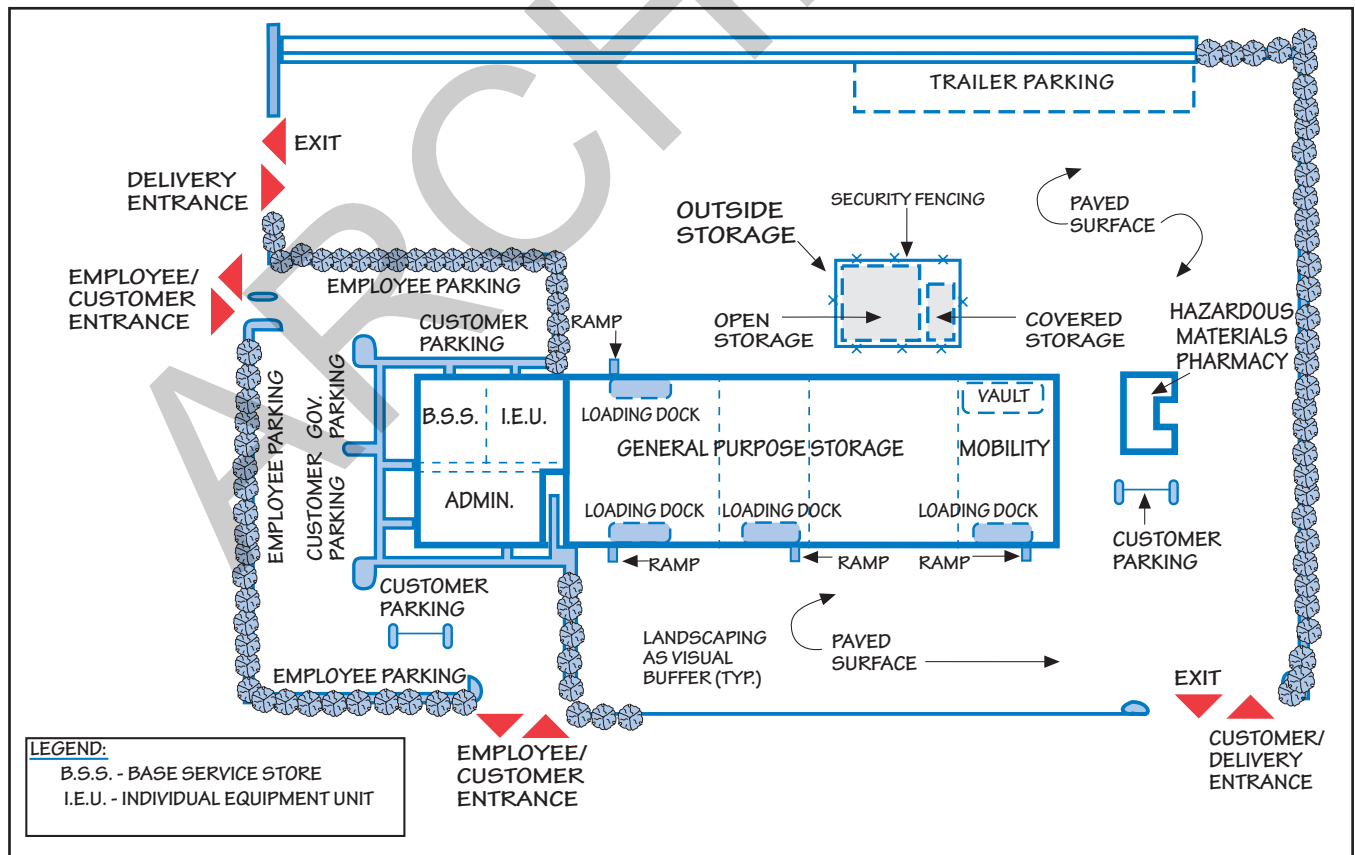 TRAILER PARKING
EXIT
DELIVERY
ENTRANCE
SECURITY FENCING
OUTSIDE
STORAGE
PAVED
SURFACE
EMPLOYEE/
CUSTOMER
ENTRANCE
EMPLOYEE PARKING
CUSTOMER
PARKING
RAMP
OPEN
STORAGE
COVERED
STORAGE
HAZARDOUS
MATERIALS
PHARMACY
EMPLOYEE PARKING
CUSTOMER GOV.
PARKING PARKING
B.S.S.
I.E.U.
LOADING DOCK
VAULT
GENERAL PURPOSE STORAGE
MOBILITY
ADMIN.
LOADING DOCK
LOADING DOCK
LOADING DOCK
RAMP
RAMP
RAMP
CUSTOMER
PARKING
CUSTOMER
PARKING
LANDSCAPING
AS VISUAL
BUFFER (TYP.)
PAVED
SURFACE
EMPLOYEE PARKING
EXIT
EMPLOYEE/
CUSTOMER
ENTRANCE
CUSTOMER/
DELIVERY
ENTRANCE
LEGEND:
B.S.S. - BASE SERVICE STORE
I.E.U. - INDIVIDUAL EQUIPMENT UNIT